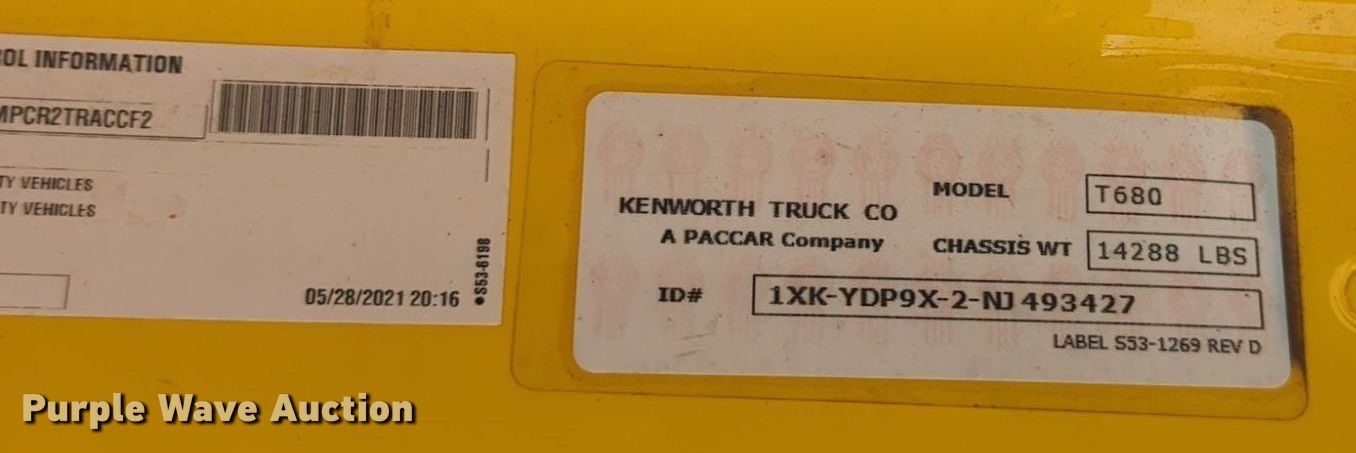 ROL INFORMATION
MPCR2TRACCF2
TY VEHICLES
TY VEHICLES
05/28/2021 20:16
●S53-6198
KENWORTH TRUCK CO
A PACCAR Company
MODEL T680
CHASSIS WT 14288 LBS
ID# 1XK-YDP9X-2-NJ493427
LABEL S53-1269 REV D
Purple Wave Auction